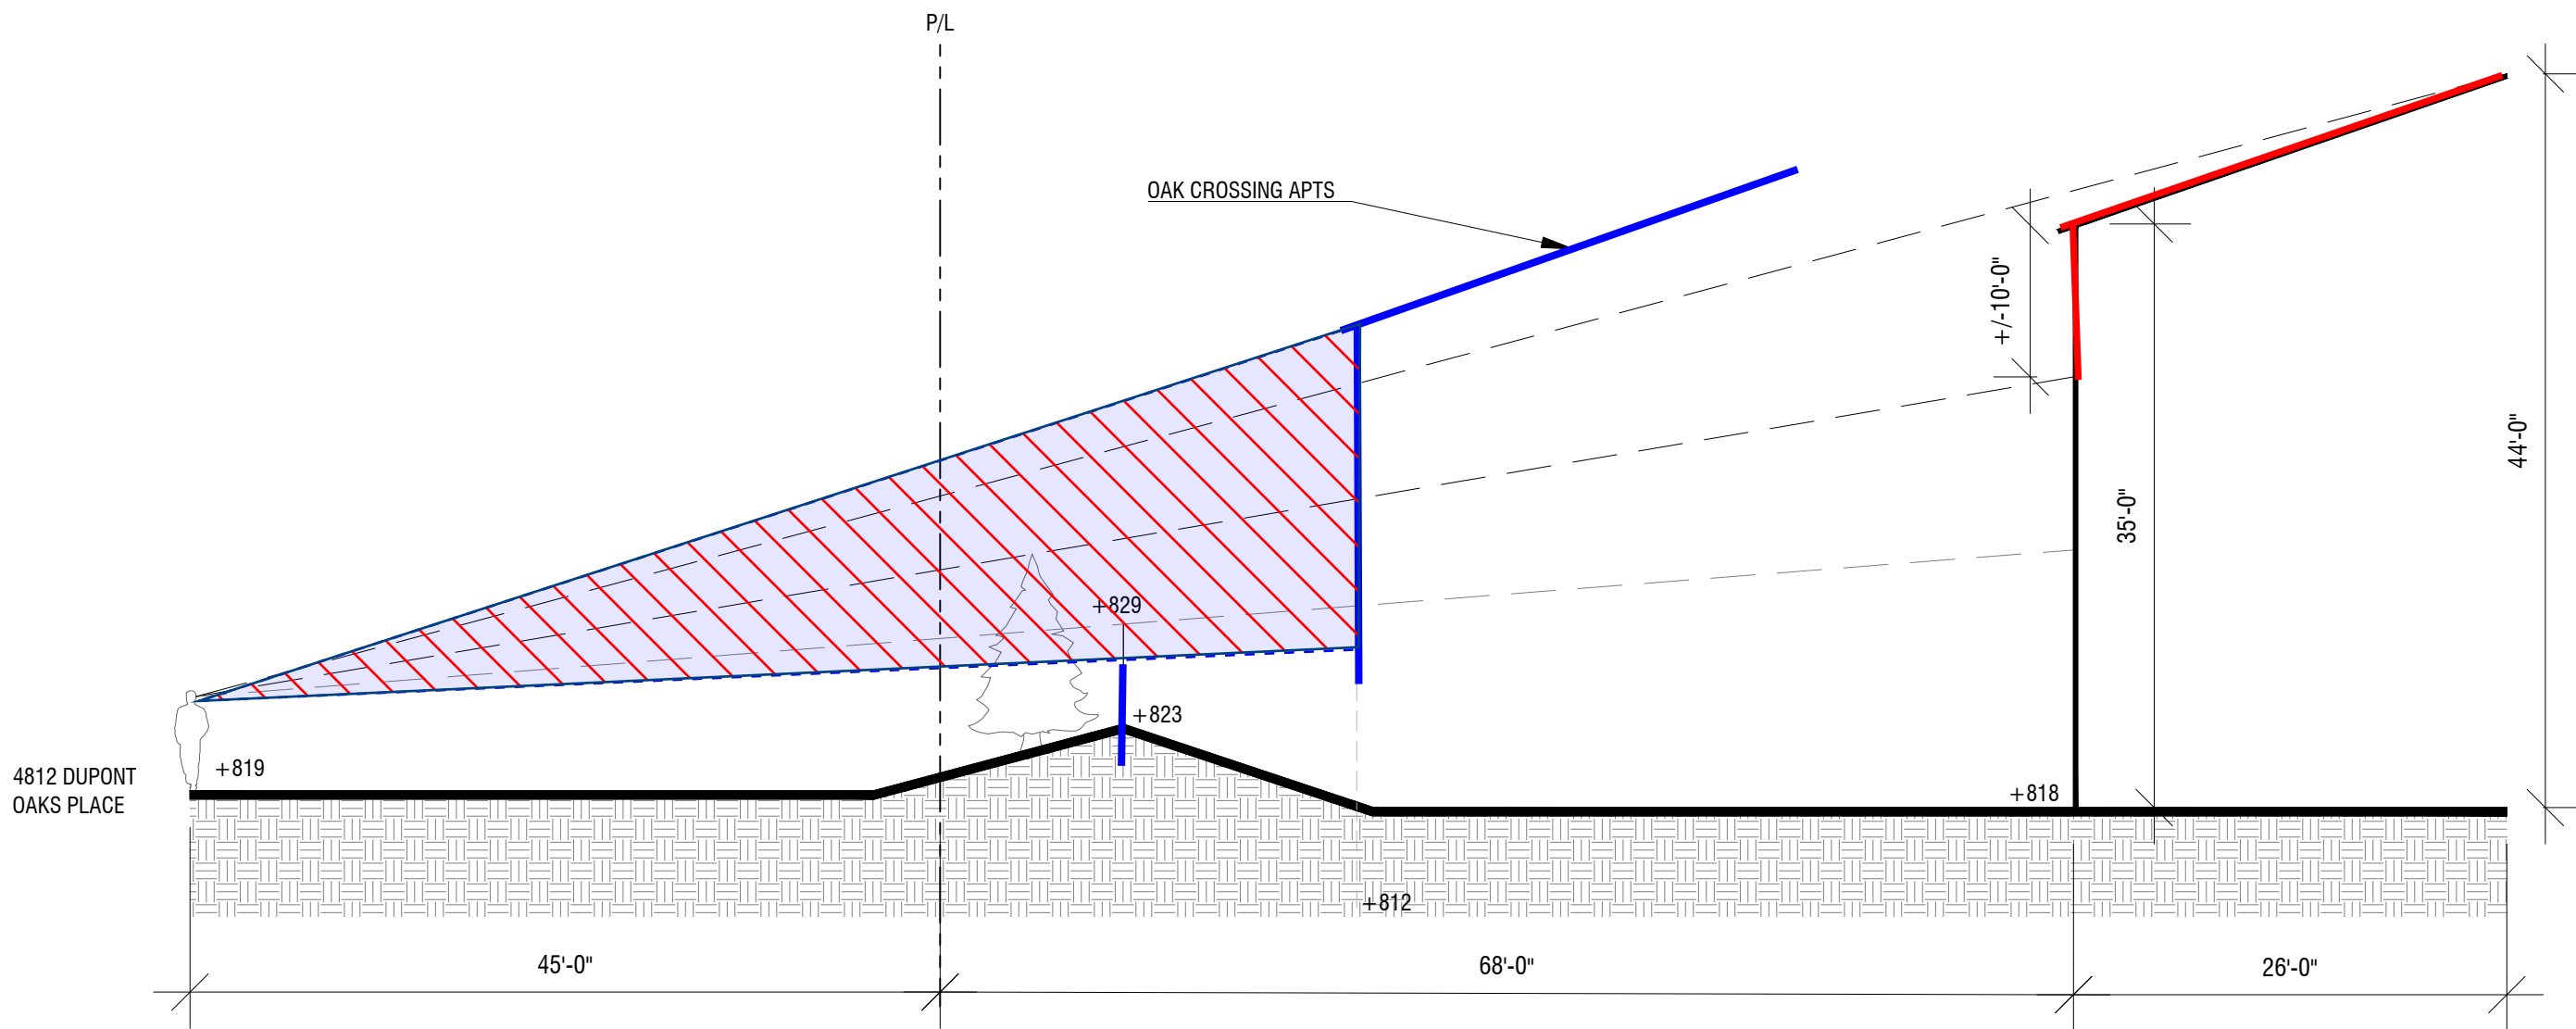 P/L
OAK CROSSING APTS
+/-10'-0"
44'-0"
35'-0"
+829
+823
4812 DUPONT
OAKS PLACE
+819
+818
+812
45'-0"
68'-0"
26'-0"